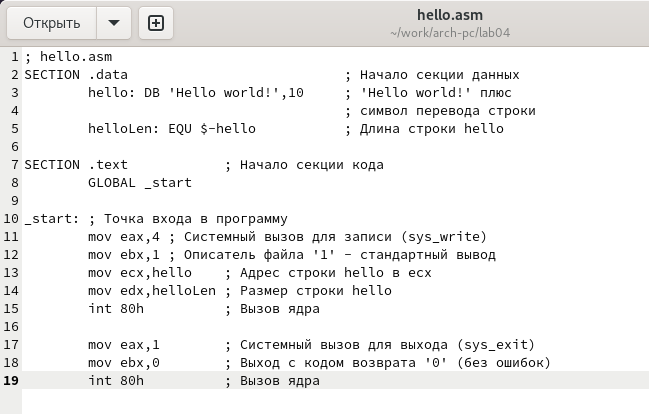 Открыть
hello.asm
~/work/arch-pc/lab04
1 ; hello.asm
2 SECTION .data ; Начало секции данных
3 hello: DB 'Hello world!',10 ; 'Hello world!' плюс
4 ; символ перевода строки
5 helloLen: EQU $-hello ; Длина строки hello
6
7 SECTION .text ; Начало секции кода
8 GLOBAL _start
9
10 _start: ; Точка входа в программу
11 mov eax,4 ; Системный вызов для записи (sys_write)
12 mov ebx,1 ; Описатель файла '1' - стандартный вывод
13 mov ecx,hello ; Адрес строки hello в ecx
14 mov edx,helloLen ; Размер строки hello
15 int 80h ; Вызов ядра
16
17 mov eax,1 ; Системный вызов для выхода (sys_exit)
18 mov ebx,0 ; Выход с кодом возврата '0' (без ошибок)
19 int 80h ; Вызов ядра